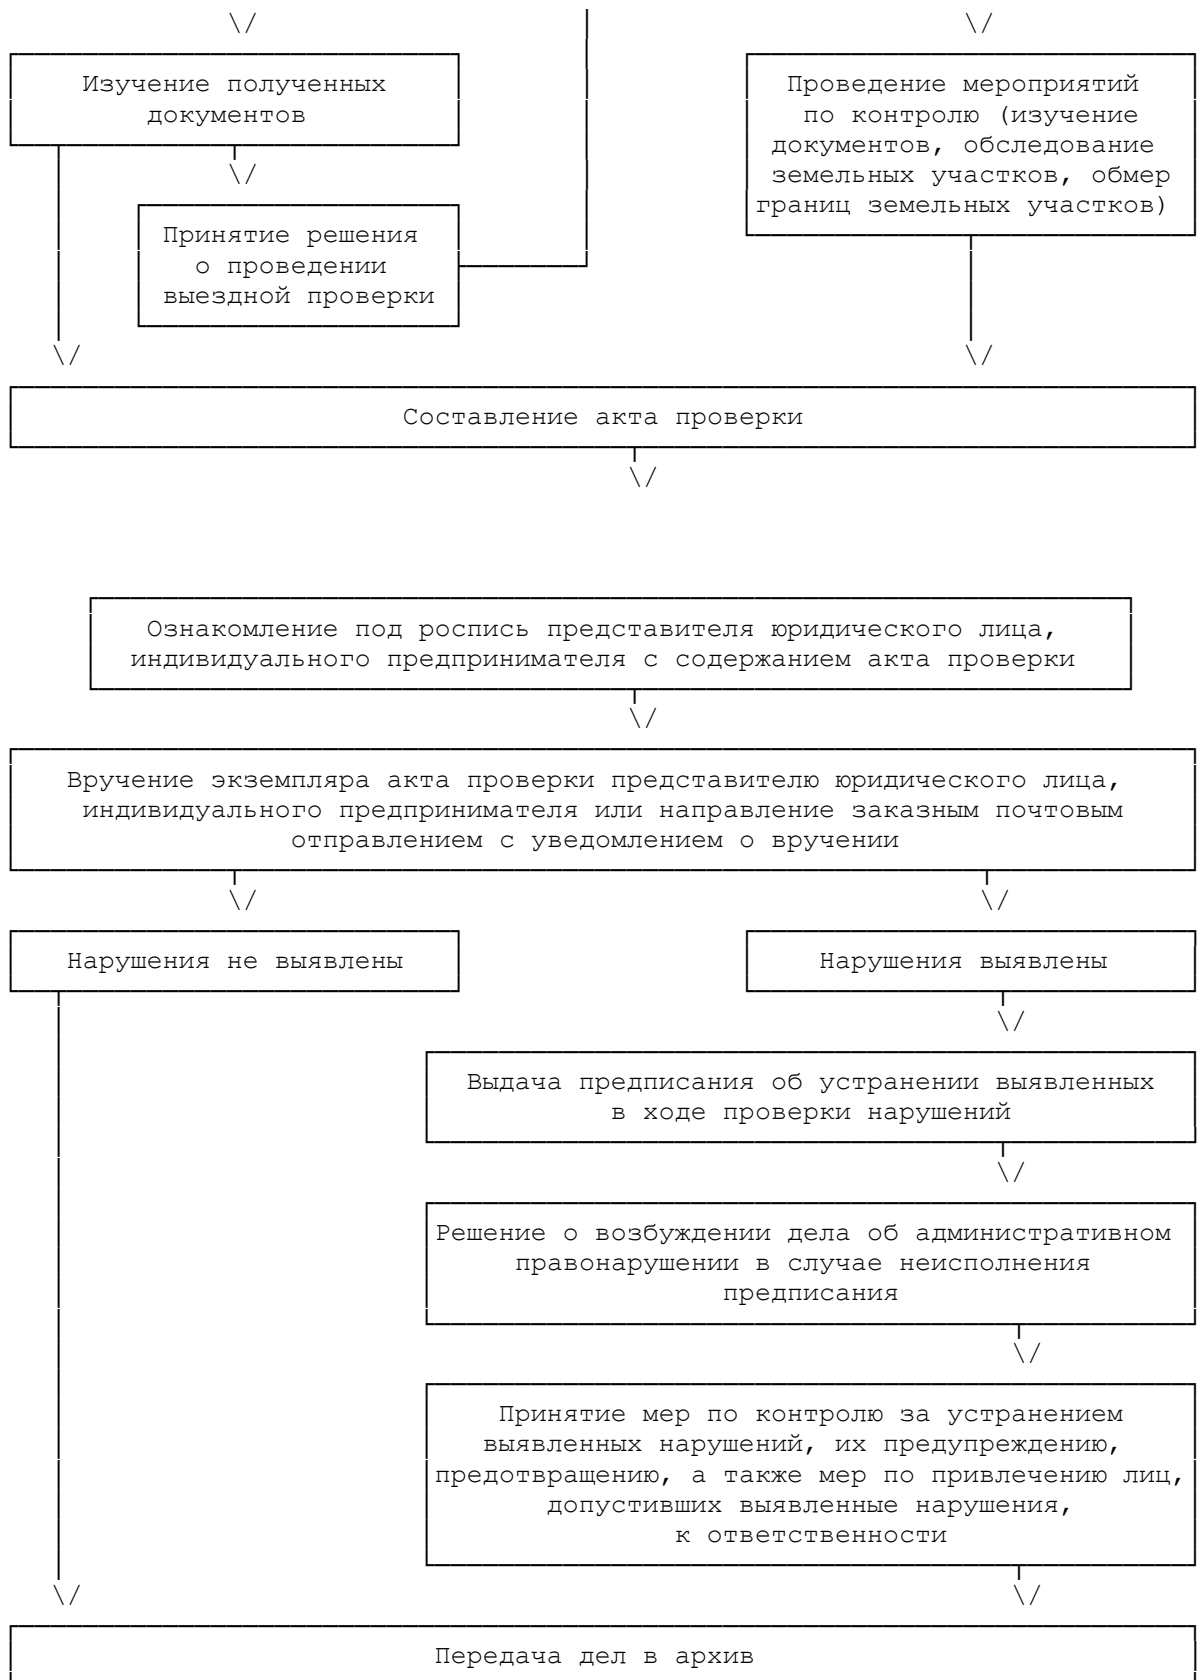 Изучение полученных
документов
Проведение мероприятий
по контролю (изучение
документов, обследование
земельных участков, обмер
границ земельных участков)
Принятие решения
о проведении
выездной проверки
Составление акта проверки
Ознакомление под роспись представителя юридического лица,
индивидуального предпринимателя с содержанием акта проверки
Вручение экземпляра акта проверки представителю юридического лица,
индивидуального предпринимателя или направление заказным почтовым
отправлением с уведомлением о вручении
Нарушения не выявлены
Нарушения выявлены
Выдача предписания об устранении выявленных
в ходе проверки нарушений
Решение о возбуждении дела об административном
правонарушении в случае неисполнения
предписания
Принятие мер по контролю за устранением
выявленных нарушений, их предупреждению,
предотвращению, а также мер по привлечению лиц,
допустивших выявленные нарушения,
к ответственности
Передача дел в архив